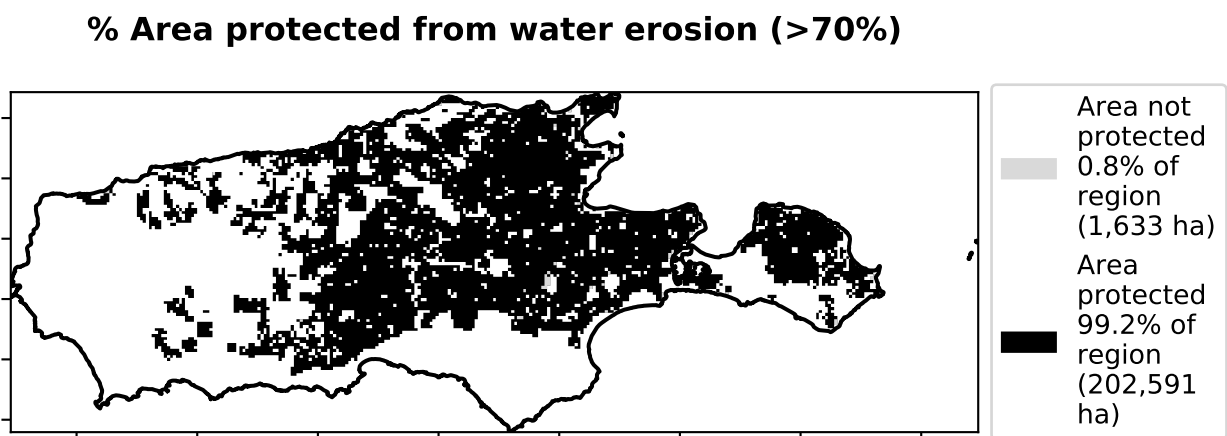 % Area protected from water erosion (>70%)
Area not
protected
0.8% of
region
(1,633 ha)
Area
protected
99.2% of
region
(202,591
ha)